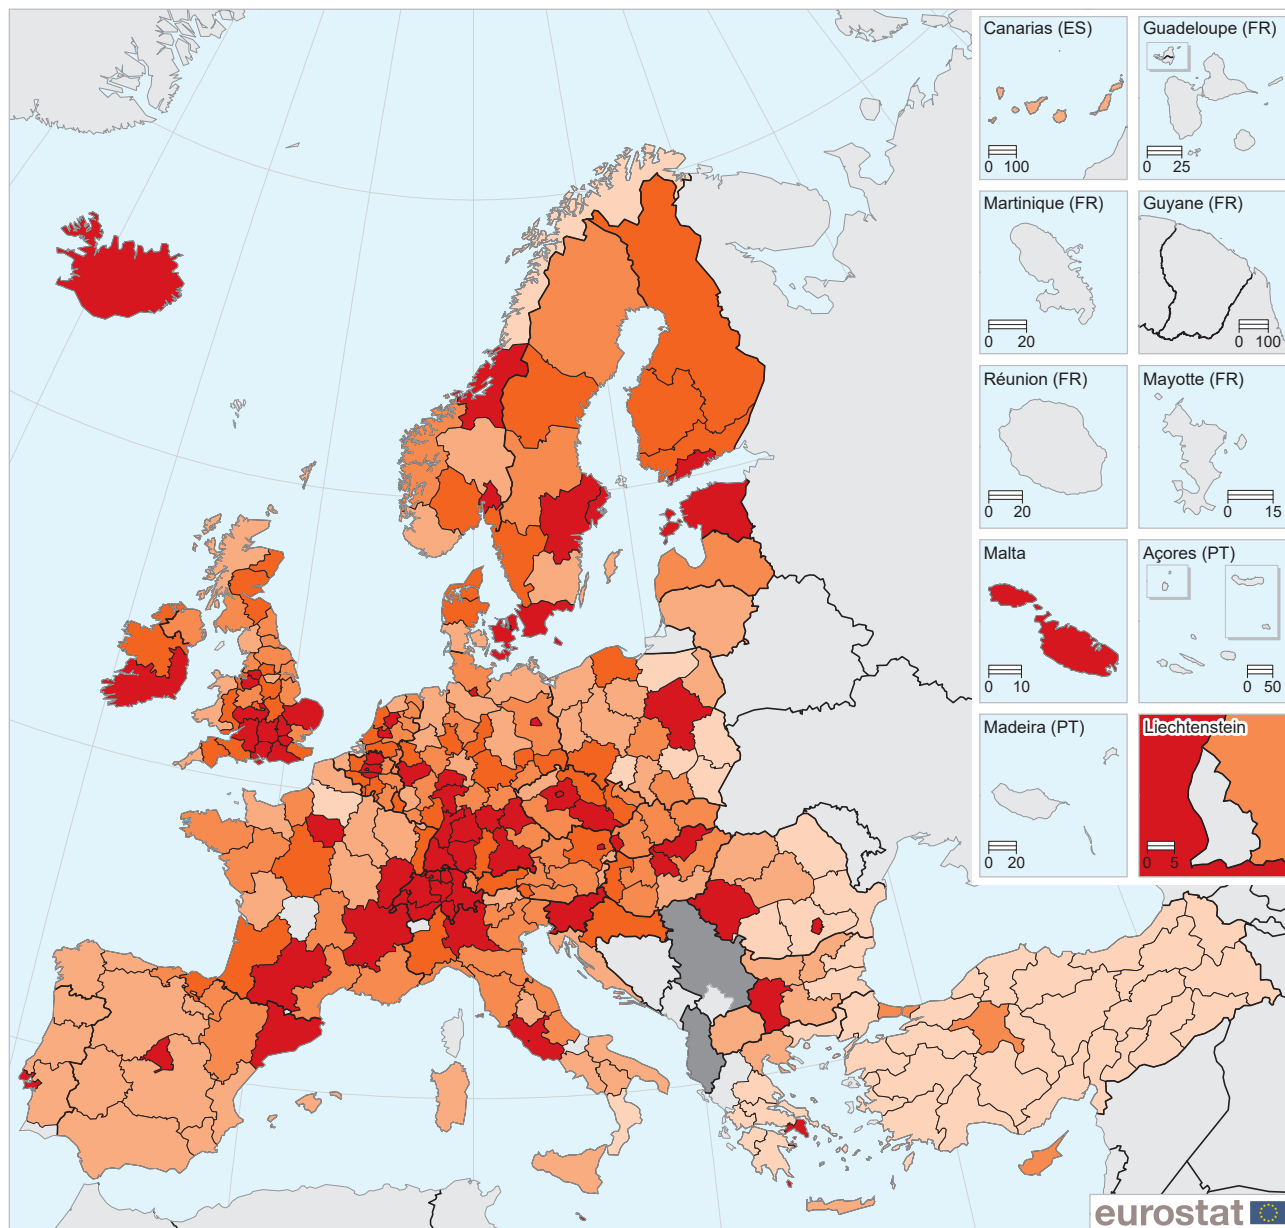 Canarias (ES)
0 100
Guadeloupe (FR)
0 25
Martinique (FR)
0 20
Guyane (FR)
0 100
Réunion (FR)
0 20
Mayotte (FR)
0 15
Malta
0 10
Açores (PT)
0 50
Madeira (PT)
0 20
Liechtenstein
0 5
eurostat